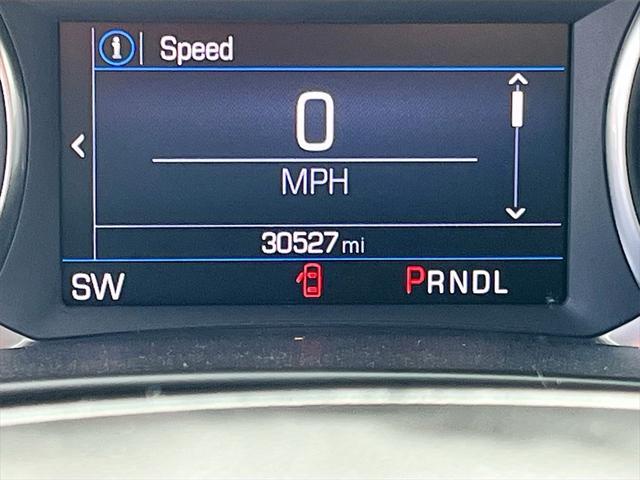 i Speed
0
MPH
30527 mi
SW PRNDL